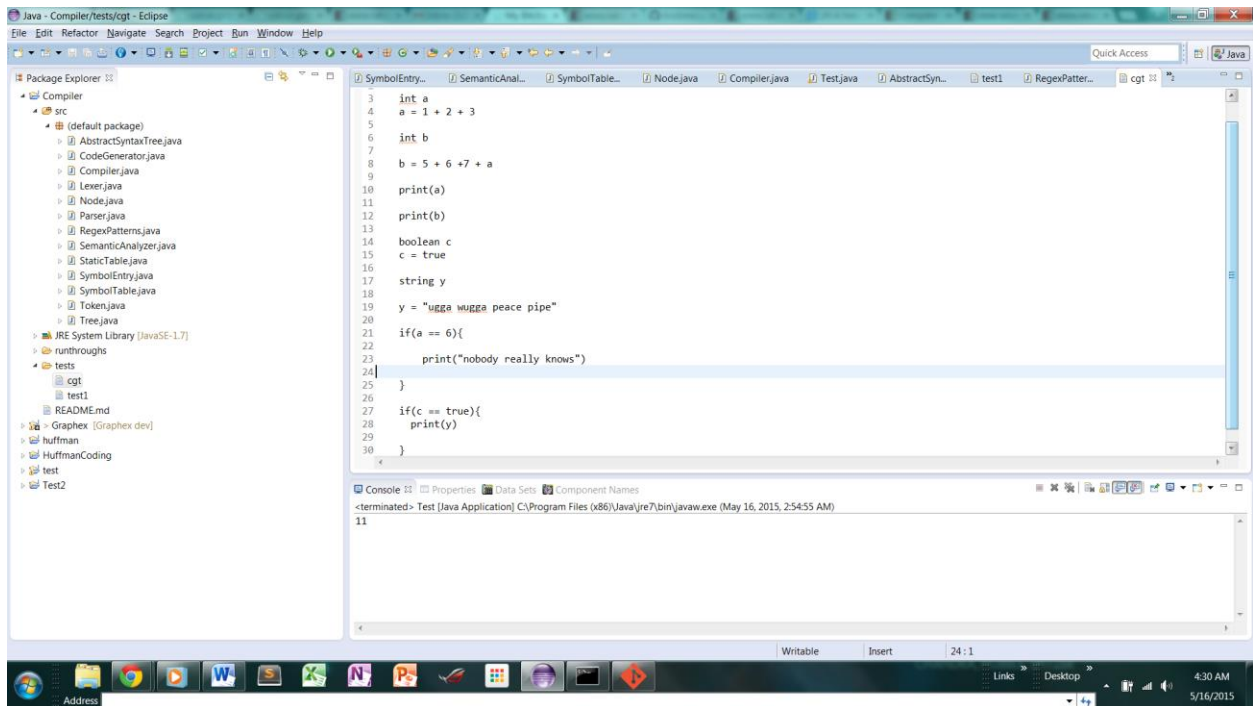 Java - Compiler/tests/cgt - Eclipse
File Edit Refactor Navigate Search Project Run Window Help
Quick Access
Java
Package Explorer
Compiler
src
(default package)
AbstractSyntaxTree.java
CodeGenerator.java
Compiler.java
Lexer.java
Node.java
Parser.java
RegexPatterns.java
SemanticAnalyzer.java
StaticTable.java
SymbolEntry.java
SymbolTable.java
Token.java
Tree.java
JRE System Library [JavaSE-1.7]
runthroughs
tests
cgt
test1
README.md
> Graphex [Graphex dev]
huffman
HuffmanCoding
test
Test2
SymbolEntry... SemanticAnal... SymbolTable... Node.java Compiler.java Test.java AbstractSyn... test1 RegexPatter... cgt 2
3 int a
4 a = 1 + 2 + 3
5
6 int b
7
8 b = 5 + 6 +7 + a
9
10 print(a)
11
12 print(b)
13
14 boolean c
15 c = true
16
17 string y
18
19 y = "ugga wugga peace pipe"
20
21 if(a == 6){
22
23 print("nobody really knows")
24
25 }
26
27 if(c == true){
28 print(y)
29
30 }
Console Properties Data Sets Component Names
<terminated> Test [Java Application] C:\Program Files (x86)\Java\jre7\bin\javaw.exe (May 16, 2015, 2:54:55 AM)
11
Writable Insert 24 : 1
Links » Desktop »
4:30 AM
5/16/2015
Address